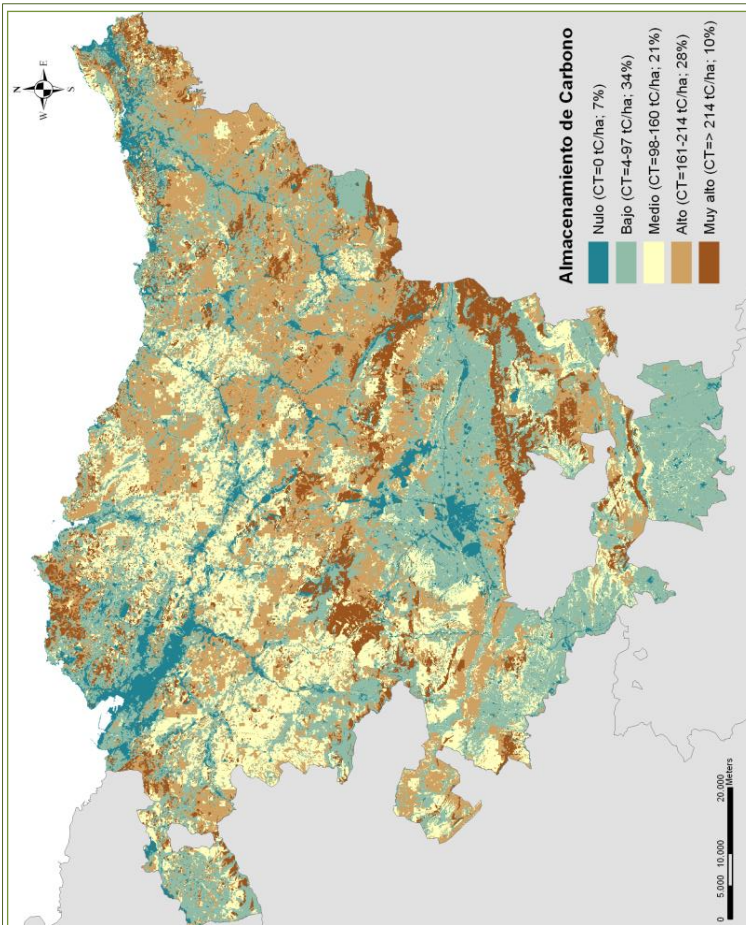 N
W
E
S
Almacenamiento de Carbono
Nulo (CT=0 tC/ha; 7%)
Bajo (CT=4-97 tC/ha; 34%)
Medio (CT=98-160 tC/ha; 21%)
Alto (CT=161-214 tC/ha; 28%)
Muy alto (CT=> 214 tC/ha; 10%)
0 5.000 10.000 20.000
Meters